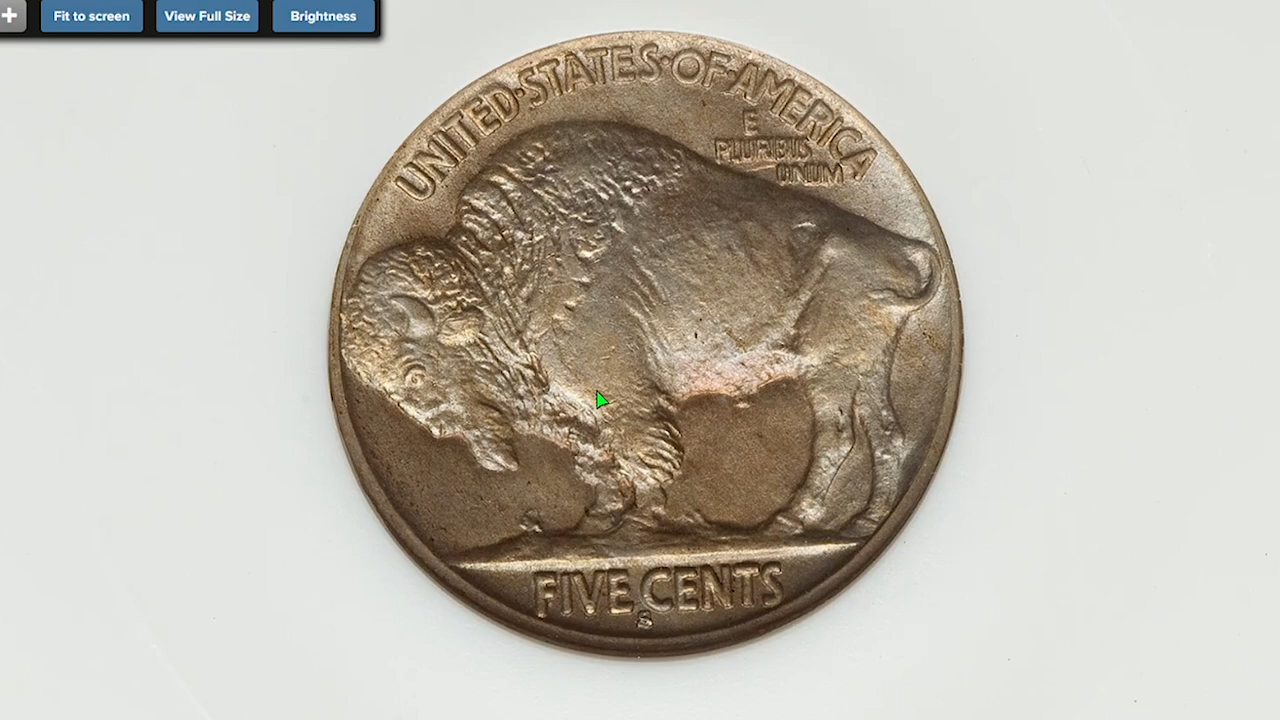 +
Fit to screen
View Full Size
Brightness
UNITED·STATES·OF·AMERICA
E
PLURIBUS
UNUM
FIVE CENTS
S